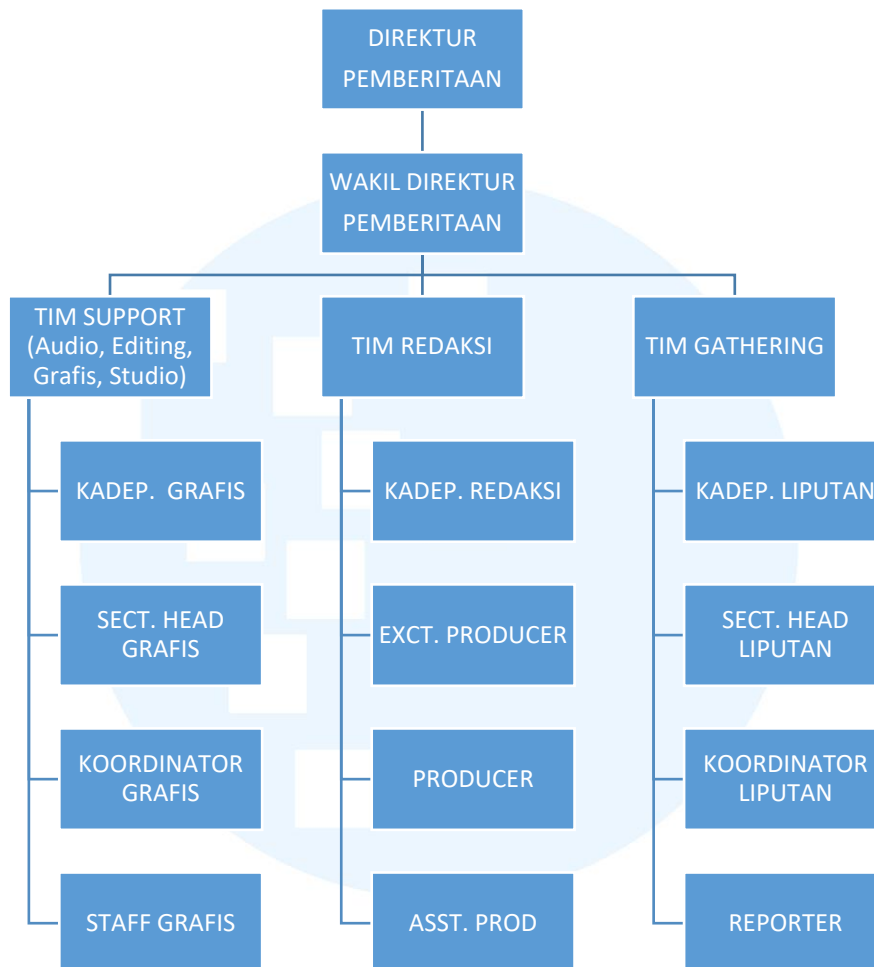 DIREKTUR
PEMBERITAAN
WAKIL DIREKTUR
PEMBERITAAN
TIM SUPPORT
(Audio, Editing,
Grafis, Studio)
TIM REDAKSI
TIM GATHERING
KADEP. GRAFIS
KADEP. REDAKSI
KADEP. LIPUTAN
SECT. HEAD
GRAFIS
EXCT. PRODUCER
SECT. HEAD
LIPUTAN
KOORDINATOR
GRAFIS
PRODUCER
KOORDINATOR
LIPUTAN
STAFF GRAFIS
ASST. PROD
REPORTER